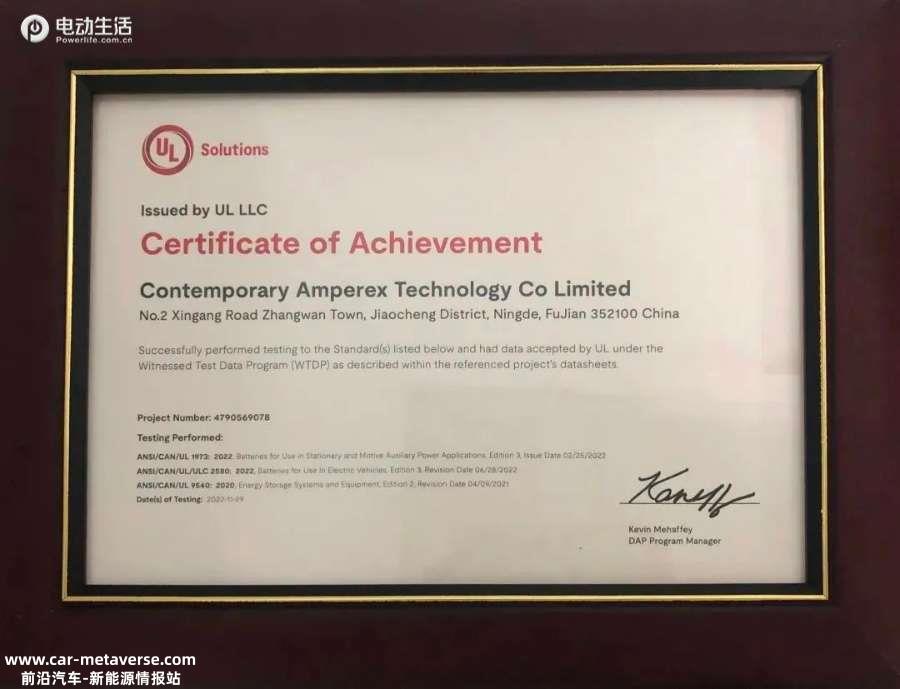 电动生活
Powerlife.com.cn
UL Solutions
Issued by UL LLC
Certificate of Achievement
Contemporary Amperex Technology Co Limited
No.2 Xingang Road Zhangwan Town, Jiaocheng District, Ningde, FuJian 352100 China
Successfully performed testing to the Standard(s) listed below and had data accepted by UL under the
Witnessed Test Data Program (WTDP) as described within the referenced project's datasheets.
Project Number: 4790569078
Testing Performed:
ANSI/CAN/UL 1973: 2022, Batteries for Use in Stationary and Motive Auxiliary Power Applications, Edition 3, Issue Date 02/25/2022
ANSI/CAN/UL/ULC 2580: 2022, Batteries for Use In Electric Vehicles, Edition 3, Revision Date 06/28/2022
ANSI/CAN/UL 9540: 2020, Energy Storage Systems and Equipment, Edition 2, Revision Date 04/09/2021
Date(s) of Testing: 2022-11-29
Kevin Mehaffey
DAP Program Manager
www.car-metaverse.com
前沿汽车-新能源情报站